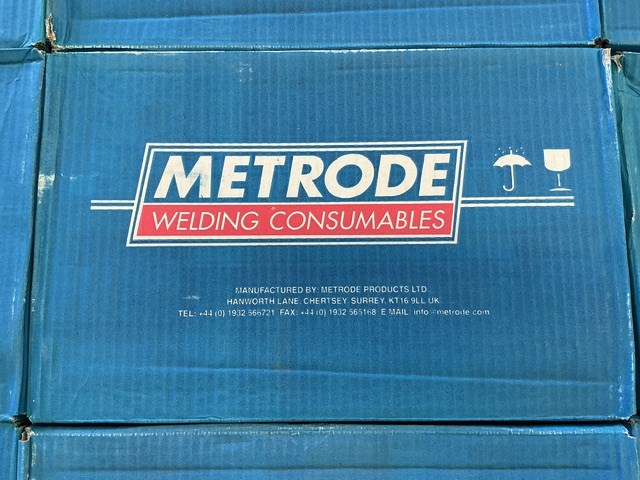 METRODE
WELDING CONSUMABLES
MANUFACTURED BY: METRODE PRODUCTS LTD
HANWORTH LANE, CHERTSEY, SURREY, KT16 9LL UK
TEL: +44 (0) 1932 566721 FAX: +44 (0) 1932 565168 E MAIL: info@metrode.com